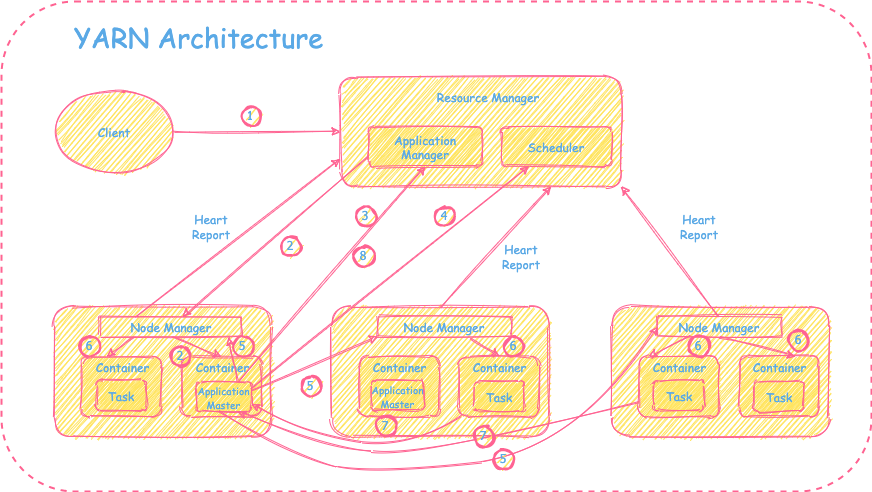 YARN Architecture
Resource Manager
Client
1
Application
Manager
Scheduler
Heart
Report
3
4
2
8
Heart
Report
Heart
Report
Node Manager
6
2
5
Container
Task
Container
Application
Master
5
Node Manager
6
Container
Application
Master
Container
Task
7
7
5
Node Manager
6
6
Container
Task
Container
Task